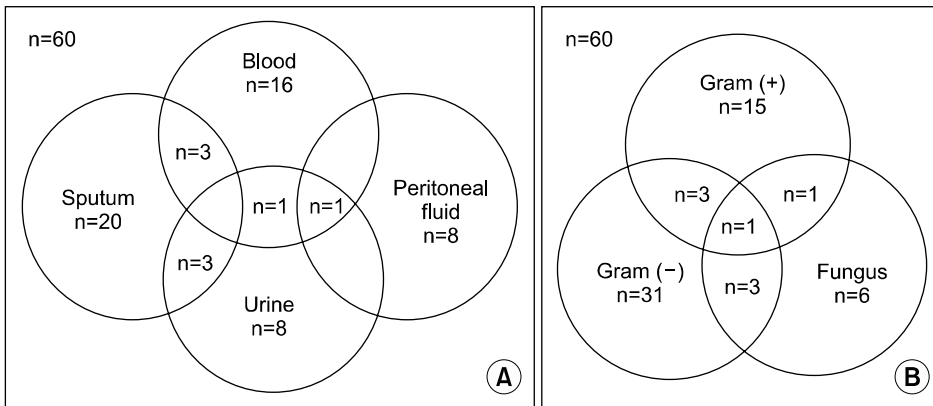 n=60
Blood
n=16
n=3
Sputum
n=20
n=1
n=1
Peritoneal
fluid
n=8
n=3
Urine
n=8
A
n=60
Gram (+)
n=15
n=3
n=1
n=1
Gram (−)
n=31
n=3
Fungus
n=6
B